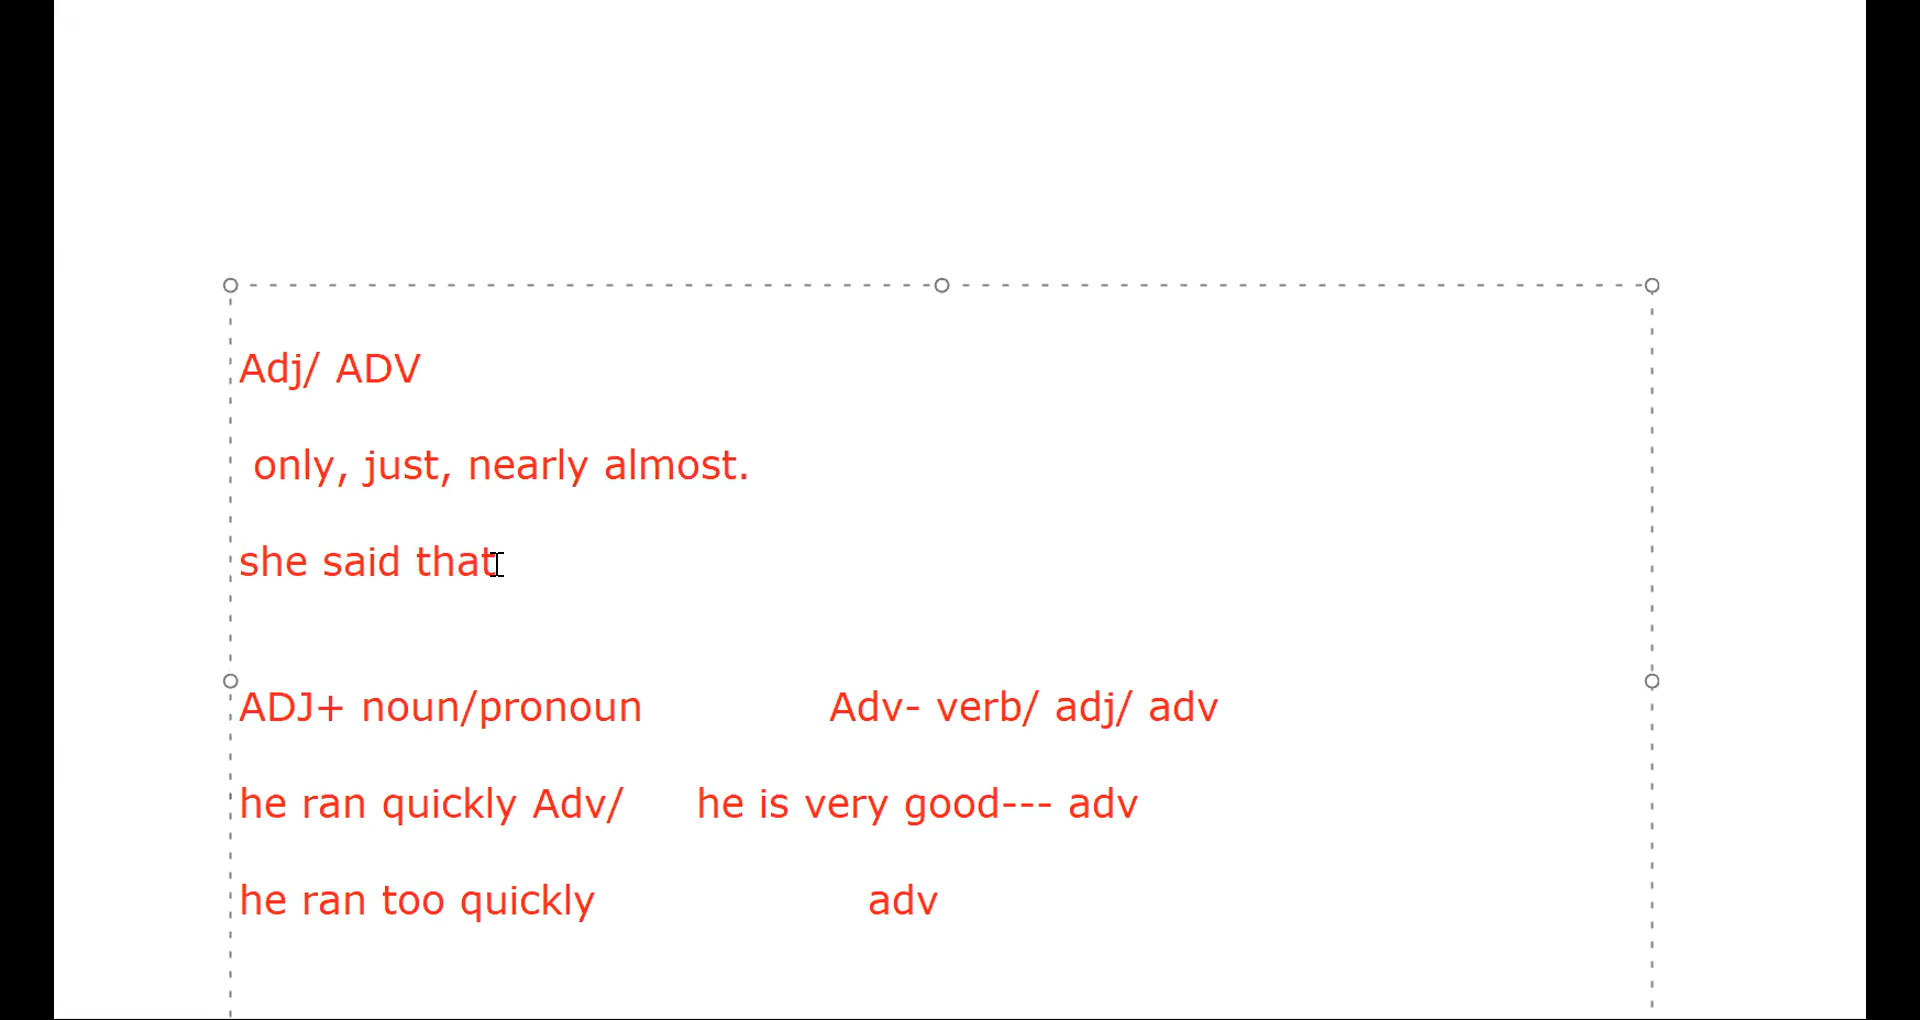 Adj/ ADV
only, just, nearly almost.
she said that
ADJ+ noun/pronoun Adv- verb/ adj/ adv
he ran quickly Adv/ he is very good--- adv
he ran too quickly adv